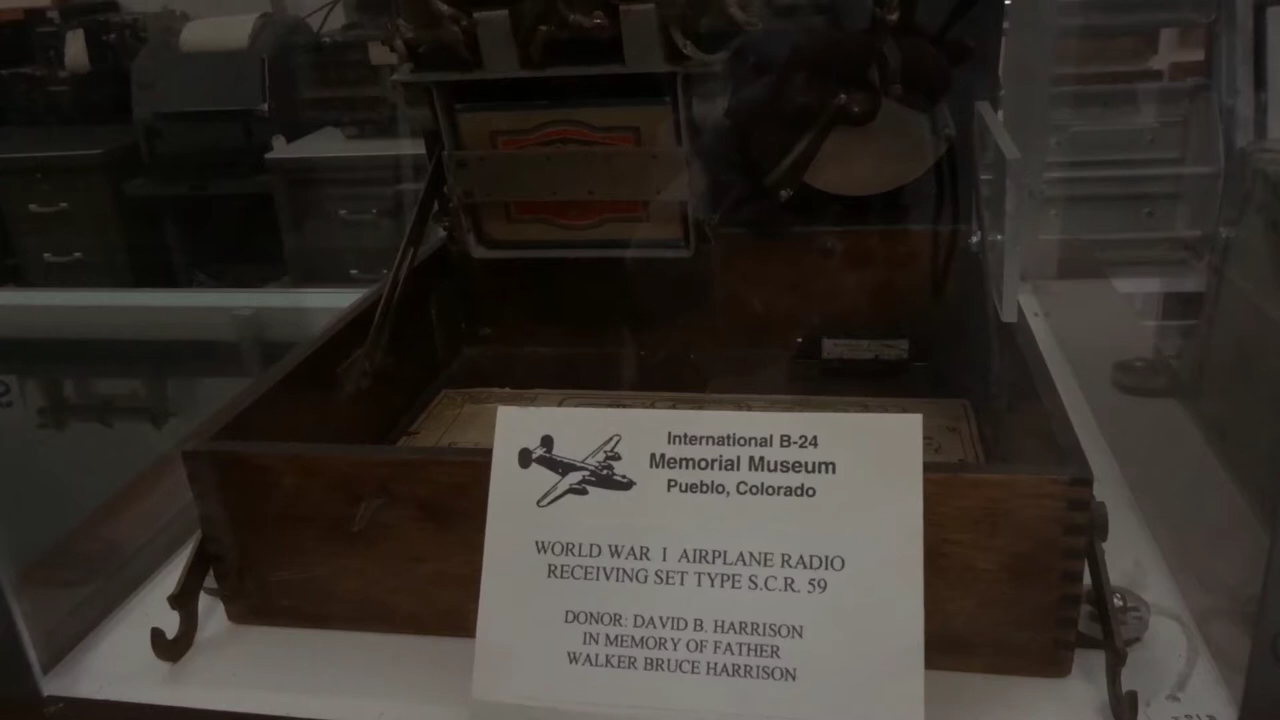 International B-24
Memorial Museum
Pueblo, Colorado
WORLD WAR I AIRPLANE RADIO
RECEIVING SET TYPE S.C.R. 59
DONOR: DAVID B. HARRISON
IN MEMORY OF FATHER
WALKER BRUCE HARRISON